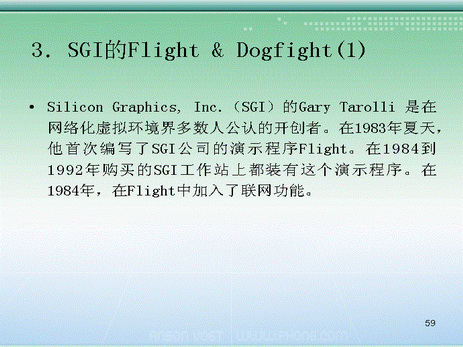 3. SGI的Flight & Dogfight(1)
• Silicon Graphics, Inc.（SGI）的Gary Tarolli 是在
网络化虚拟环境界多数人公认的开创者。在1983年夏天，
他首次编写了SGI公司的演示程序Flight。在1984到
1992年购买的SGI工作站上都装有这个演示程序。在
1984年，在Flight中加入了联网功能。
59